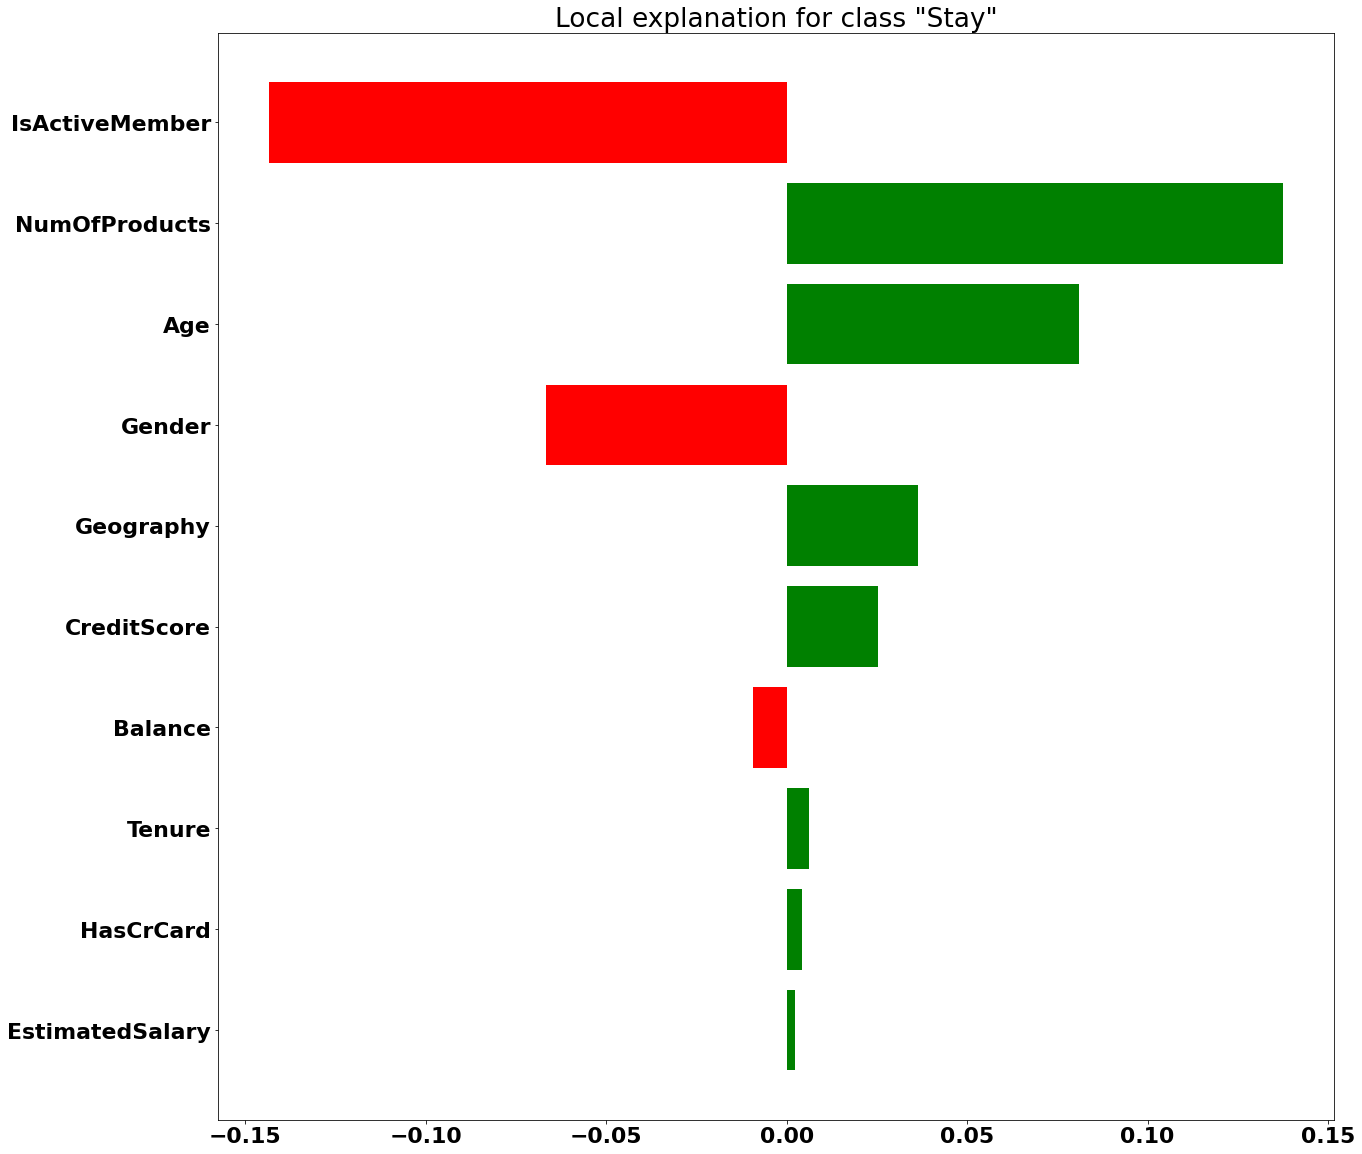 Local explanation for class "Stay"
IsActiveMember
NumOfProducts
Age
Gender
Geography
CreditScore
Balance
Tenure
HasCrCard
EstimatedSalary
−0.15 −0.10 −0.05 0.00 0.05 0.10 0.15